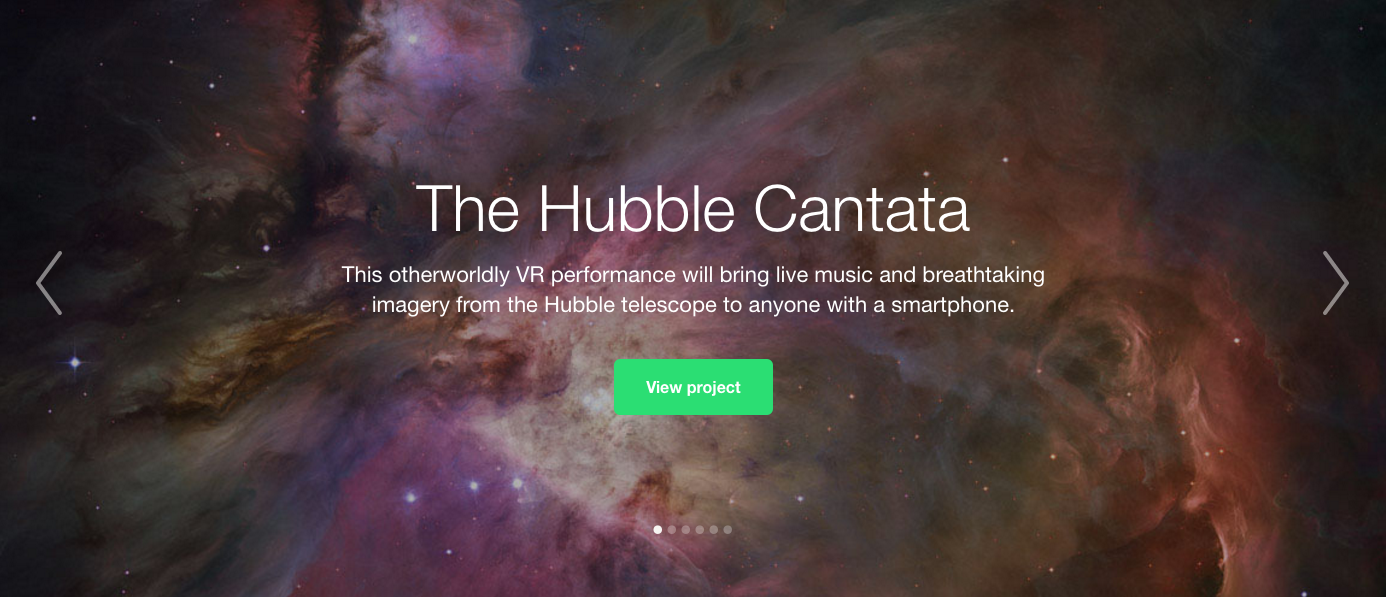 The Hubble Cantata
This otherworldly VR performance will bring live music and breathtaking
imagery from the Hubble telescope to anyone with a smartphone.
View project